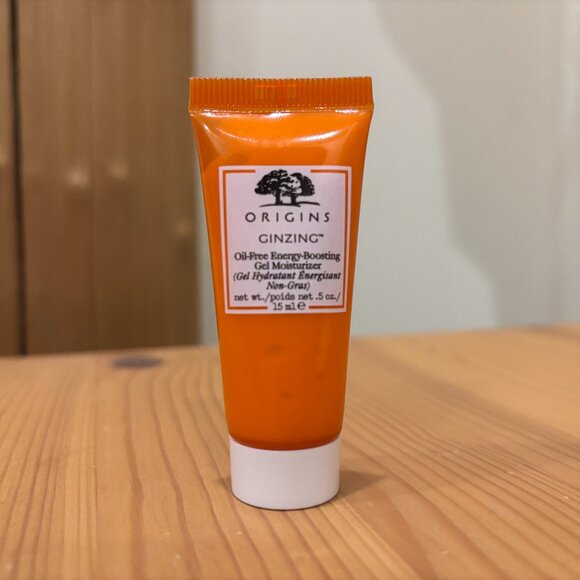 ORIGINS
GINZING™
Oil-Free Energy-Boosting
Gel Moisturizer
(Gel Hydratant Énergisant
Non-Gras)
net wt./poids net .5 oz./
15 ml ℮